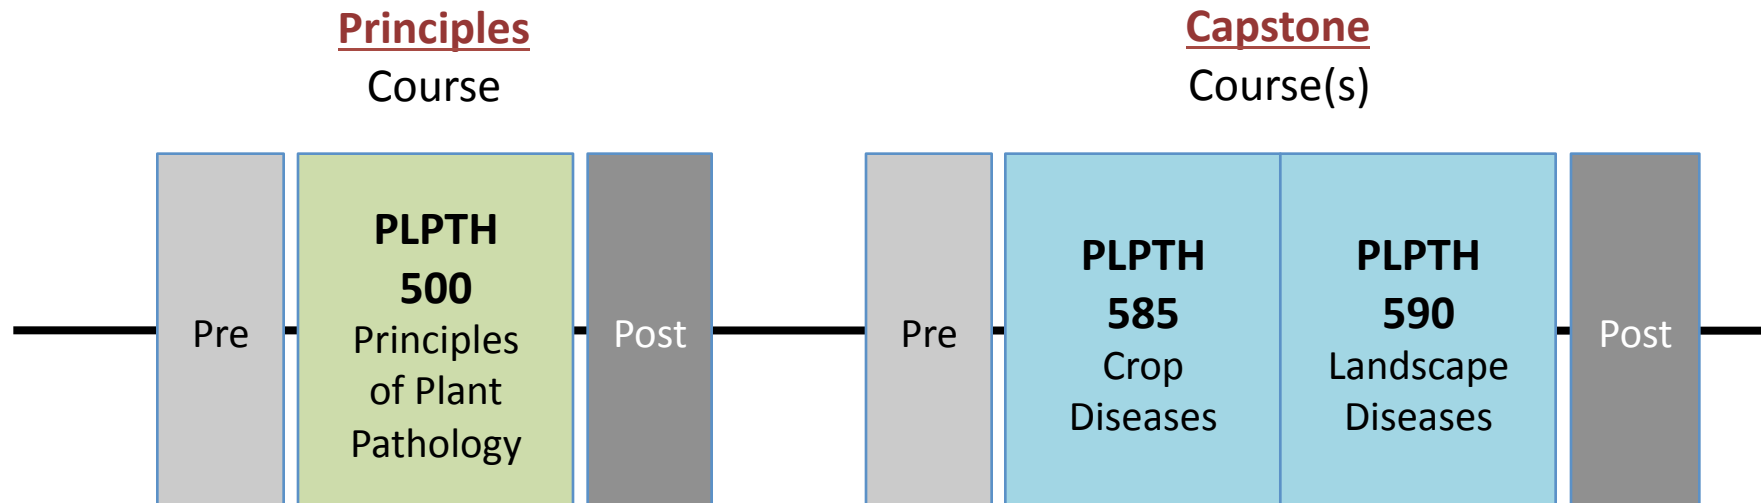 Principles
Course
Capstone
Course(s)
Pre
PLPTH
500
Principles
of Plant
Pathology
Post
Pre
PLPTH
585
Crop
Diseases
PLPTH
590
Landscape
Diseases
Post